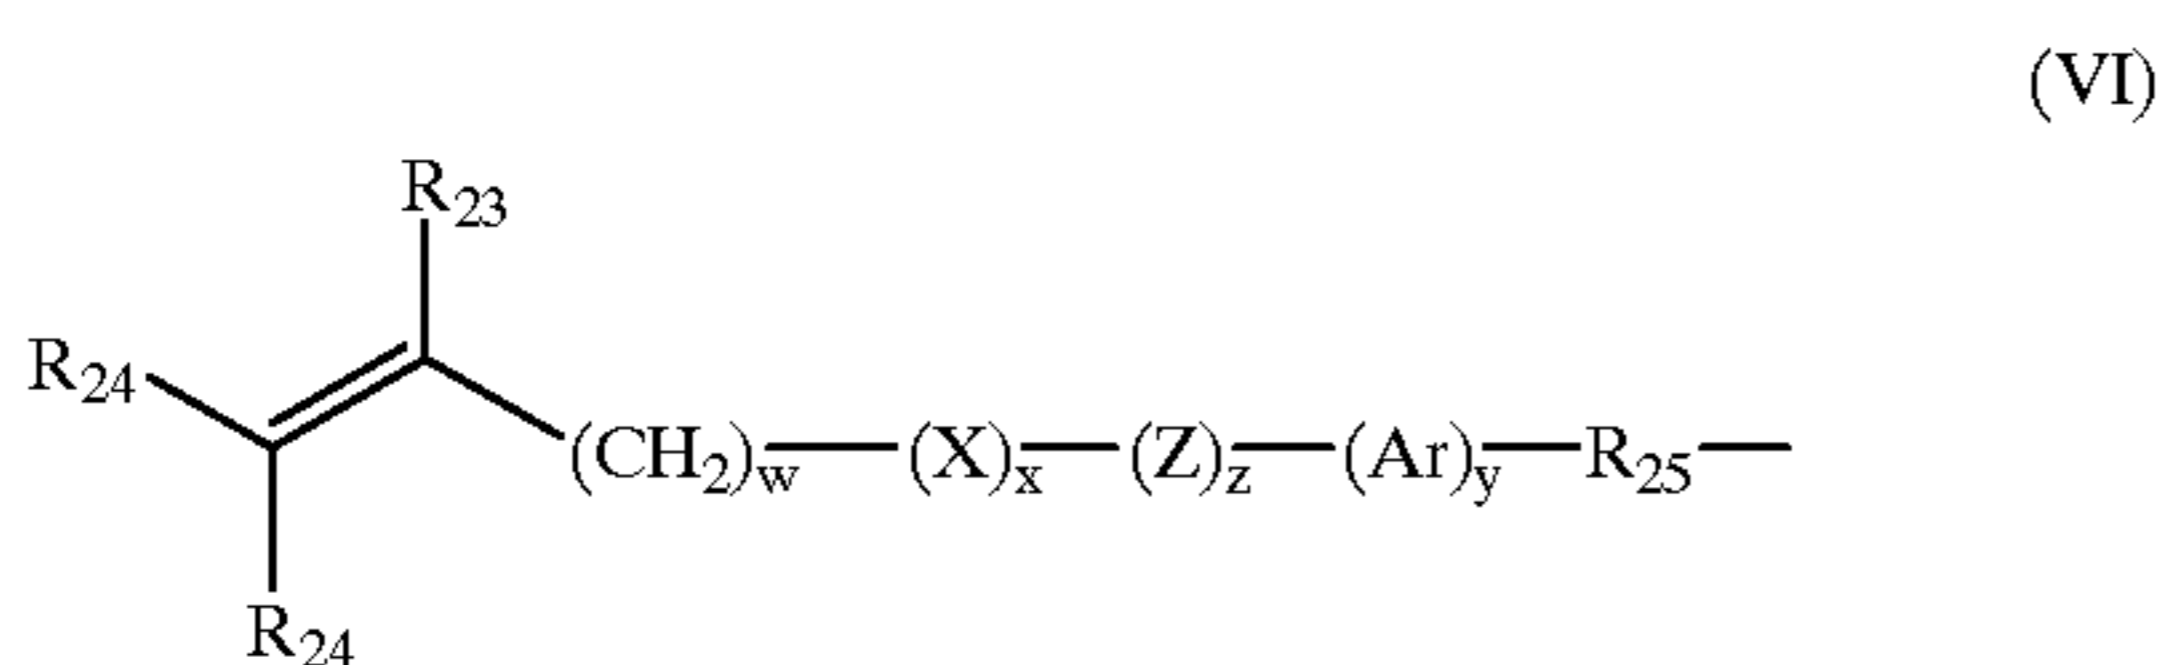 (VI)
R23
R24
(CH2)w—(X)x—(Z)z—(Ar)y—R25—
R24